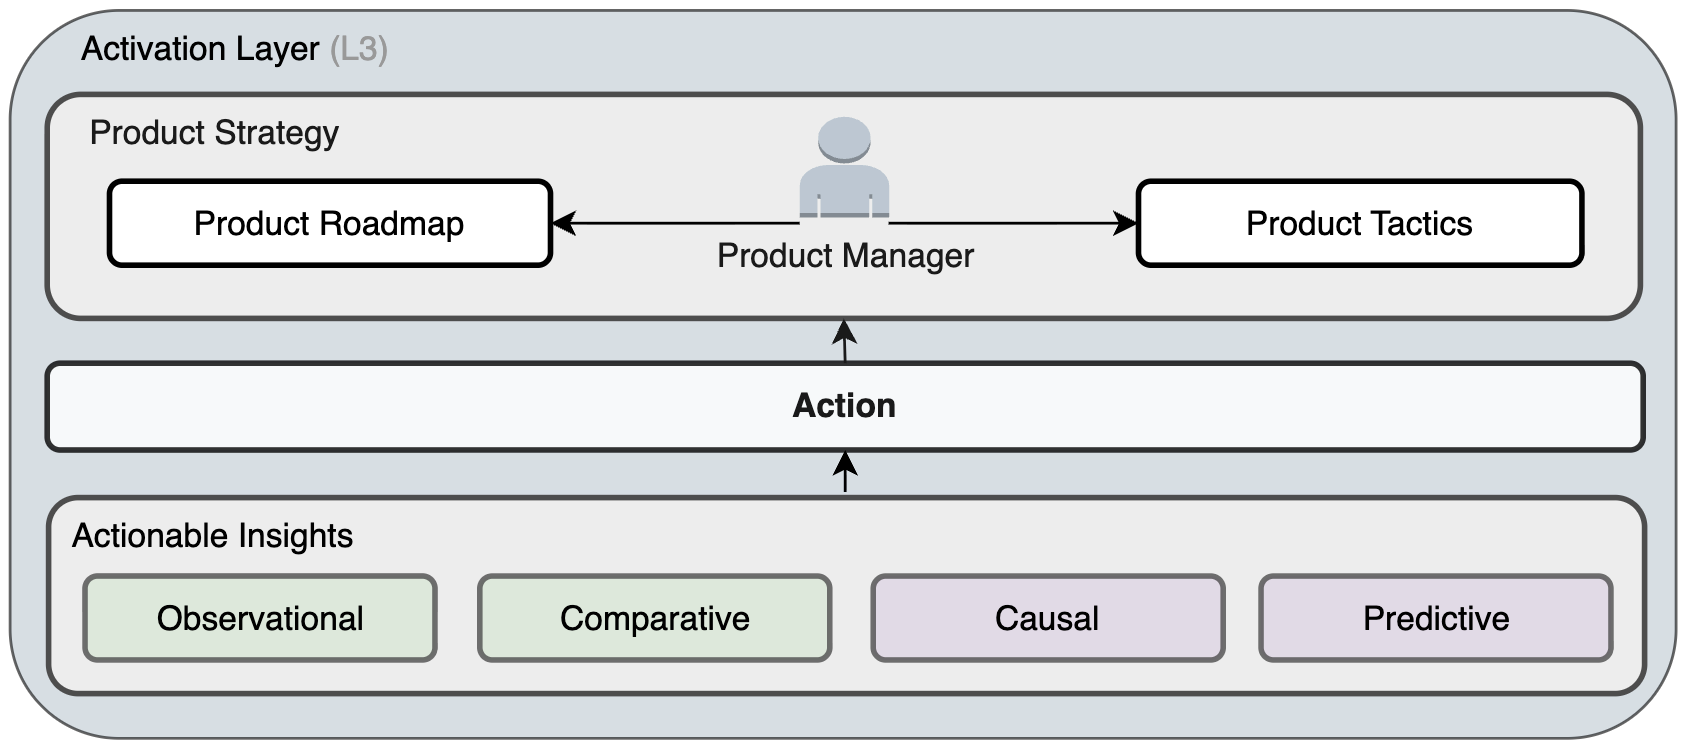 Activation Layer (L3)
Product Strategy
Product Roadmap
Product Manager
Product Tactics
Action
Actionable Insights
Observational
Comparative
Causal
Predictive